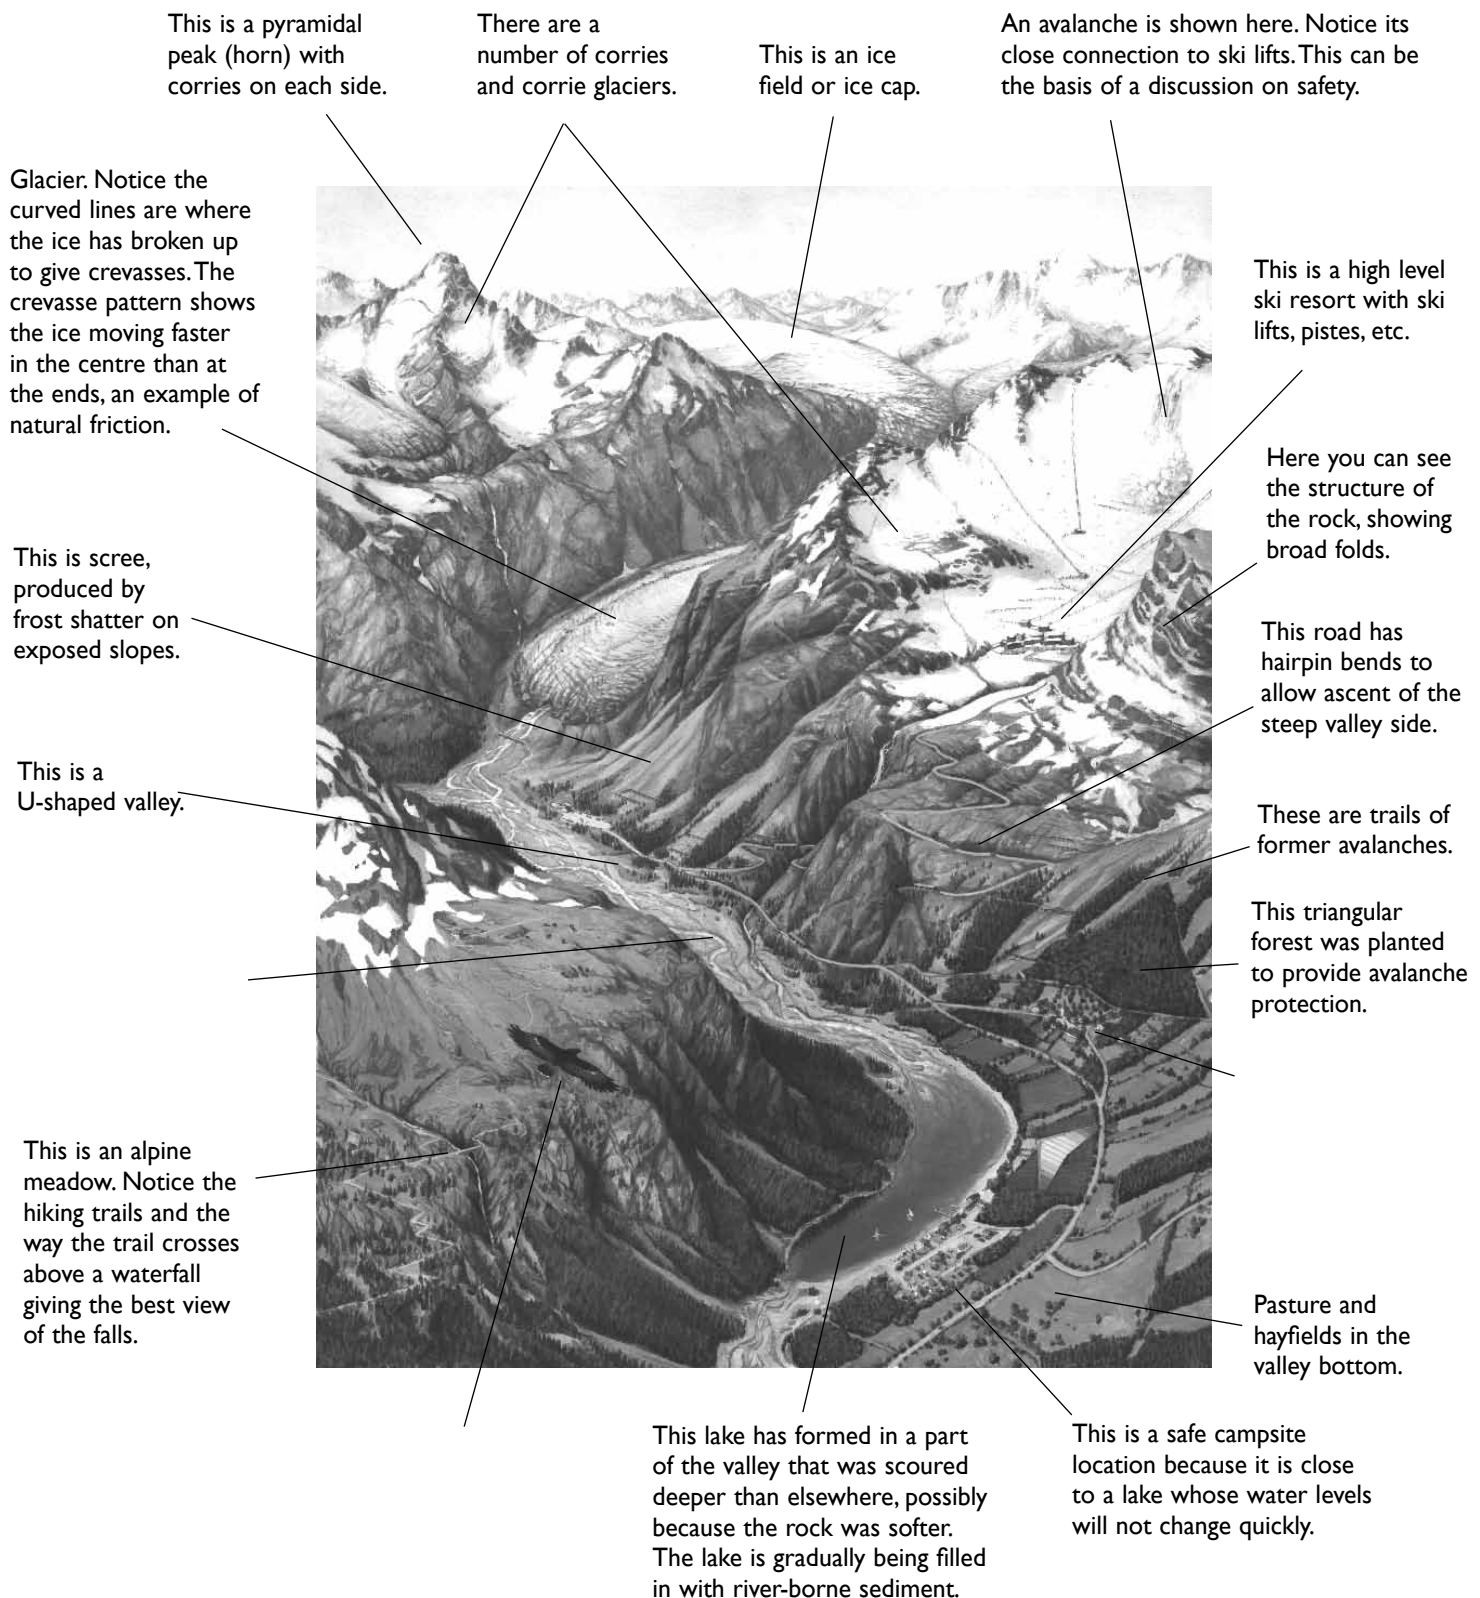 This is a pyramidal
peak (horn) with
corries on each side.
There are a
number of corries
and corrie glaciers.
This is an ice
field or ice cap.
An avalanche is shown here. Notice its
close connection to ski lifts. This can be
the basis of a discussion on safety.
Glacier. Notice the
curved lines are where
the ice has broken up
to give crevasses. The
crevasse pattern shows
the ice moving faster
in the centre than at
the ends, an example of
natural friction.
This is a high level
ski resort with ski
lifts, pistes, etc.
Here you can see
the structure of
the rock, showing
broad folds.
This is scree,
produced by
frost shatter on
exposed slopes.
This road has
hairpin bends to
allow ascent of the
steep valley side.
This is a
U-shaped valley.
These are trails of
former avalanches.
This triangular
forest was planted
to provide avalanche
protection.
This is an alpine
meadow. Notice the
hiking trails and the
way the trail crosses
above a waterfall
giving the best view
of the falls.
Pasture and
hayfields in the
valley bottom.
This lake has formed in a part
of the valley that was scoured
deeper than elsewhere, possibly
because the rock was softer.
The lake is gradually being filled
in with river-borne sediment.
This is a safe campsite
location because it is close
to a lake whose water levels
will not change quickly.